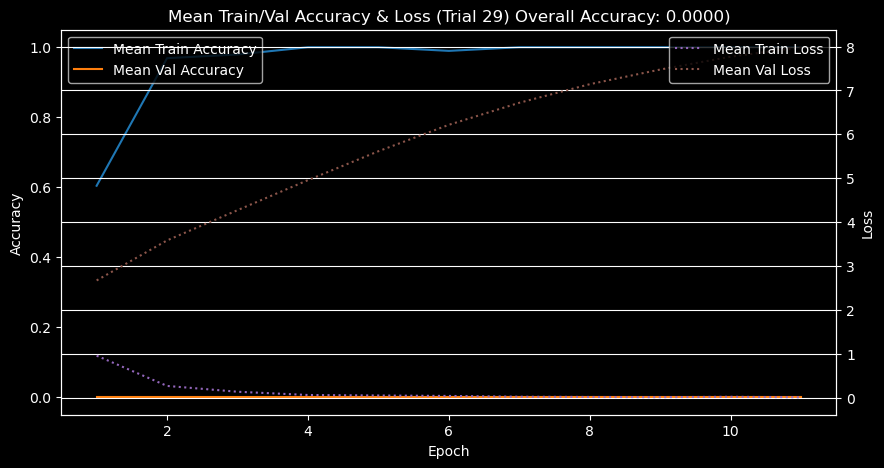 Mean Train/Val Accuracy & Loss (Trial 29) Overall Accuracy: 0.0000)
Mean Train Accuracy
Mean Val Accuracy
Mean Train Loss
Mean Val Loss
1.0
0.8
0.6
0.4
0.2
0.0
Accuracy
8
7
6
5
4
3
2
1
0
Loss
2
4
6
8
10
Epoch